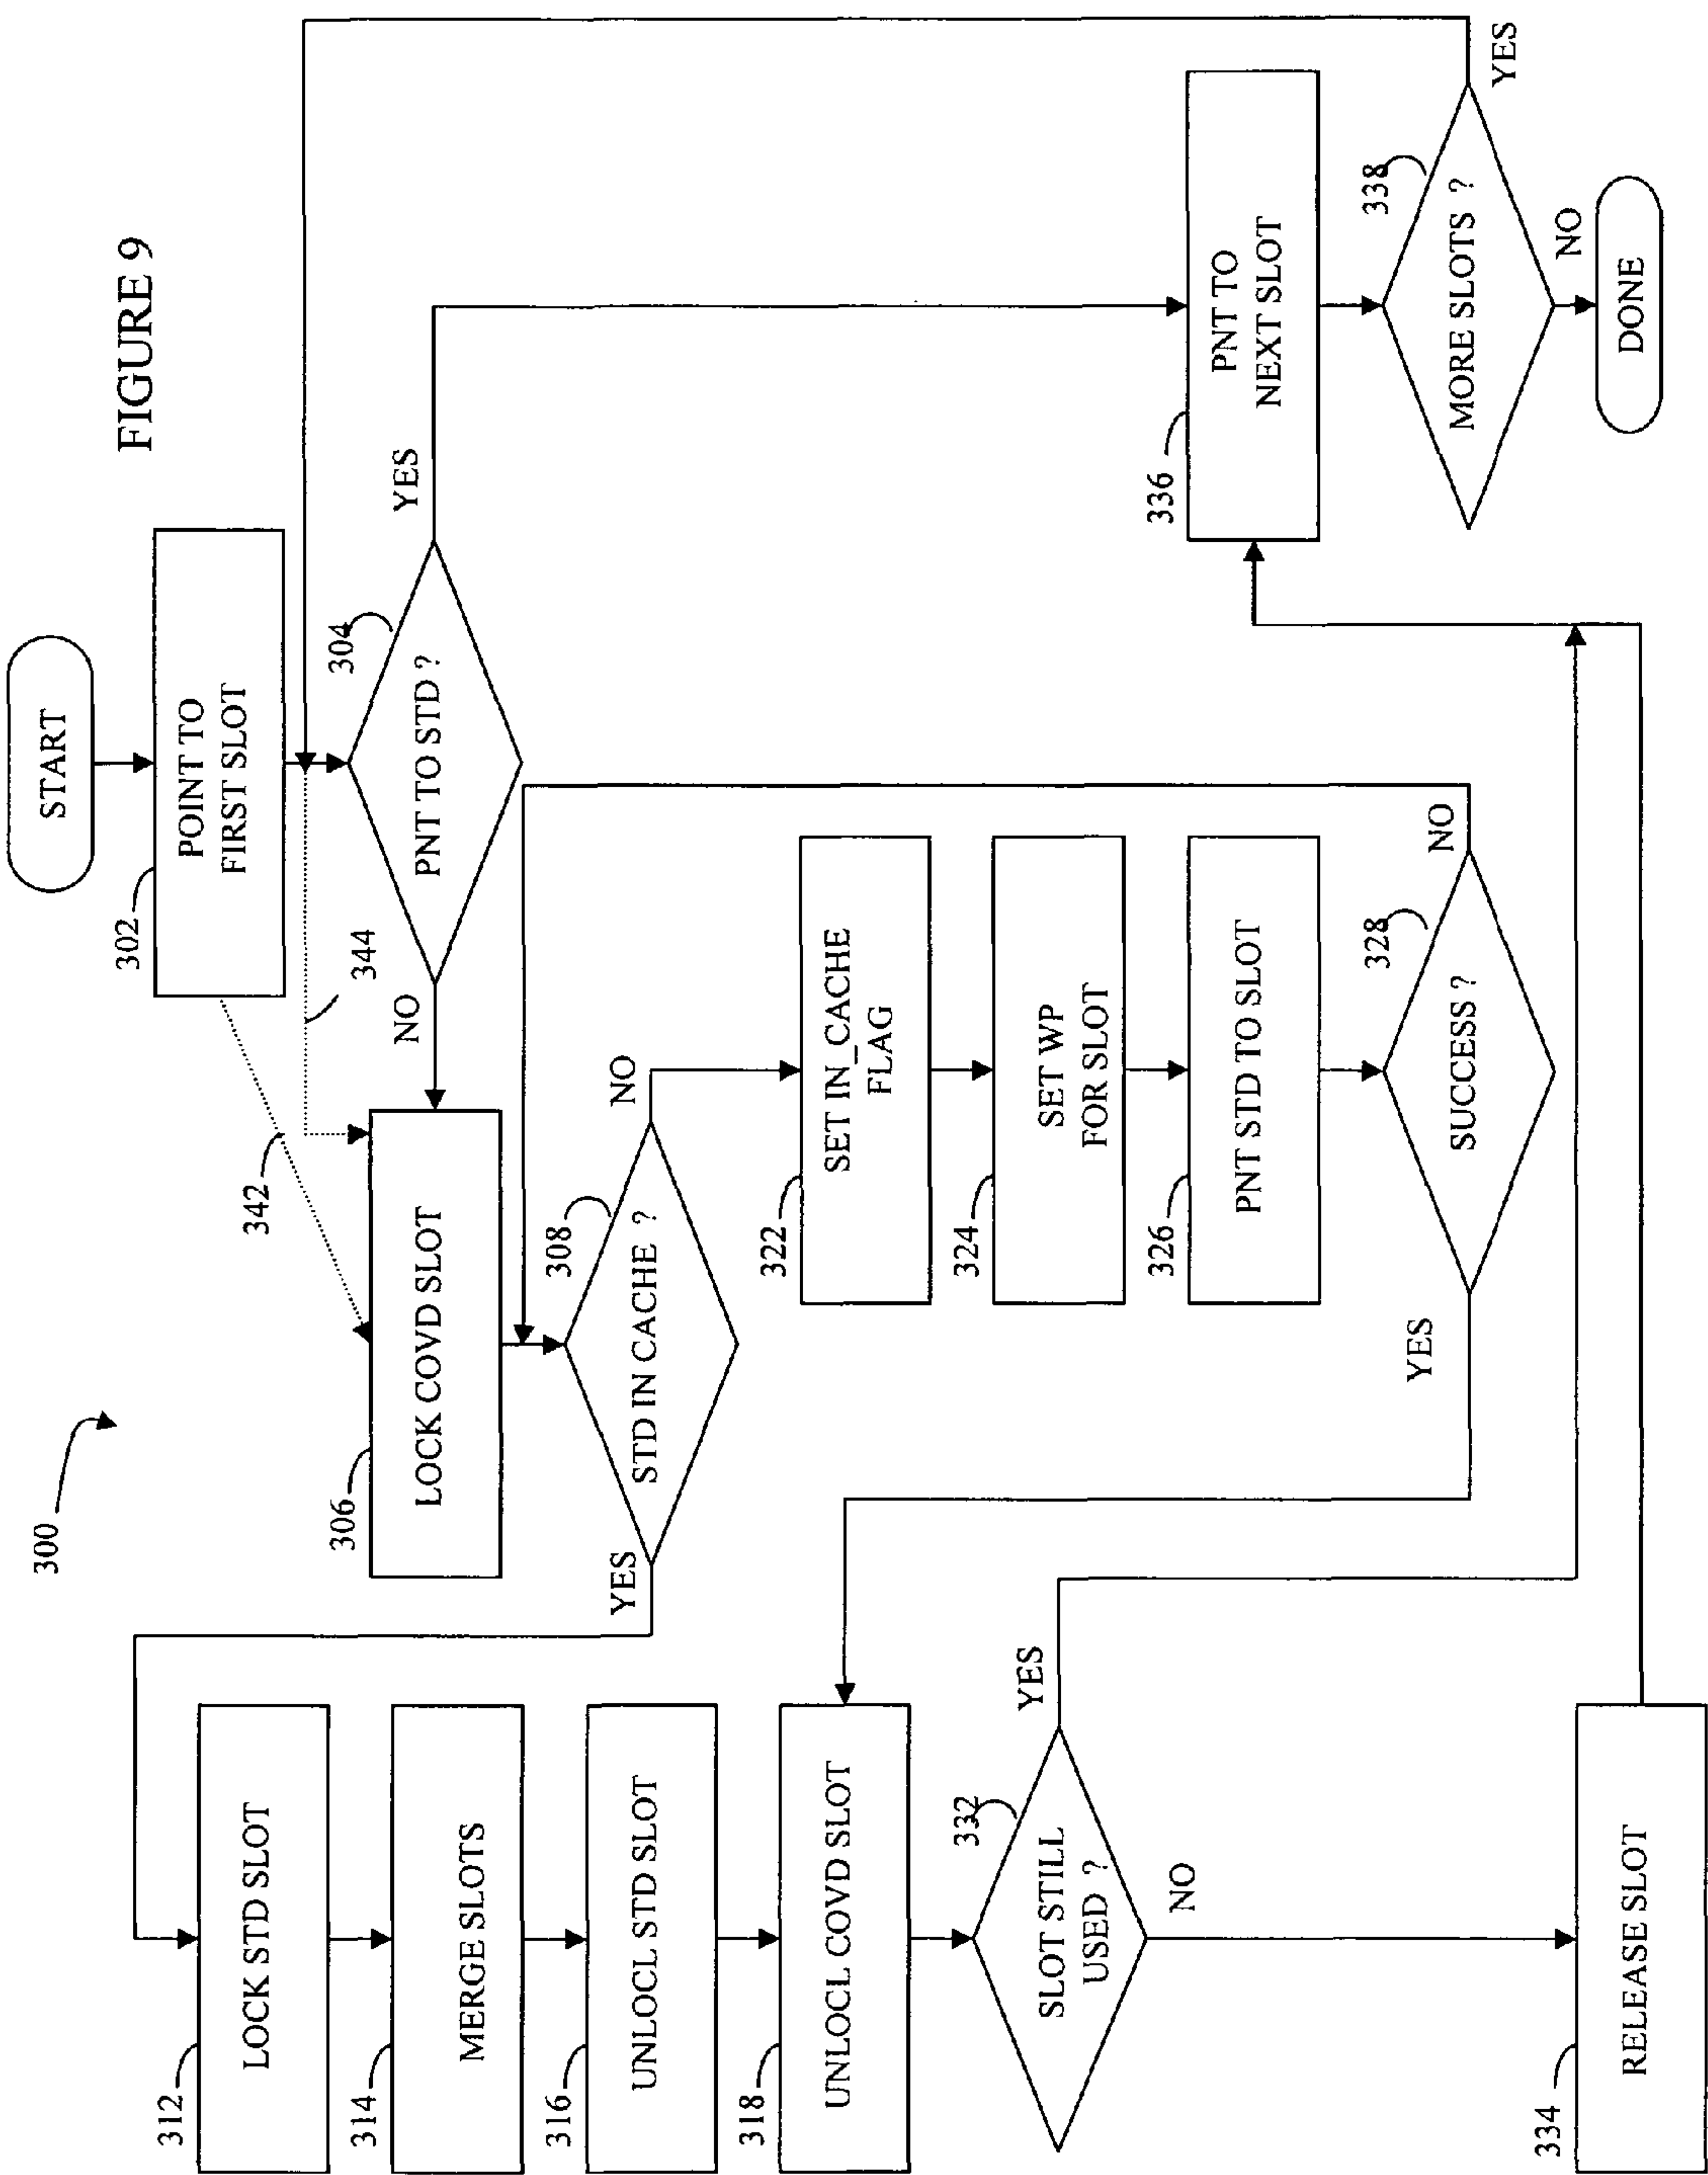 FIGURE 9
300
START
302
POINT TO
FIRST SLOT
342
344
304
PNT TO STD ?
YES
NO
306
LOCK COVD SLOT
308
STD IN CACHE ?
YES
NO
312
LOCK STD SLOT
314
MERGE SLOTS
316
UNLOCL STD SLOT
318
UNLOCL COVD SLOT
322
SET IN_CACHE
FLAG
324
SET WP
FOR SLOT
326
PNT STD TO SLOT
328
SUCCESS ?
YES
NO
332
SLOT STILL
USED ?
YES
NO
334
RELEASE SLOT
336
PNT TO
NEXT SLOT
338
MORE SLOTS ?
YES
NO
DONE